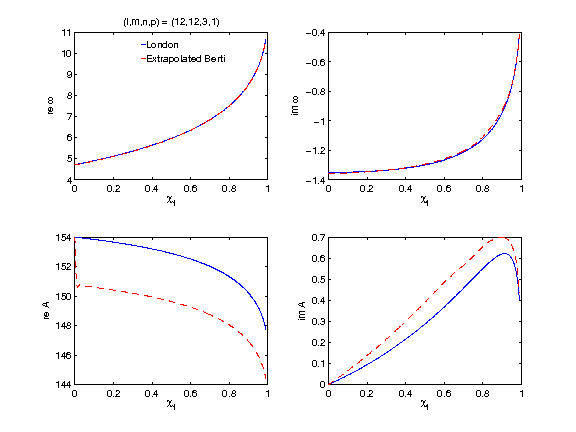 (l,m,n,p) = (12,12,3,1)
London
Extrapolated Berti
re ω
11
10
9
8
7
6
5
4
0 0.2 0.4 0.6 0.8 1
χf
im ω
−0.4
−0.6
−0.8
−1
−1.2
−1.4
0 0.2 0.4 0.6 0.8 1
χf
re A
154
152
150
148
146
144
0 0.2 0.4 0.6 0.8 1
χf
im A
0.7
0.6
0.5
0.4
0.3
0.2
0.1
0
0 0.2 0.4 0.6 0.8 1
χf